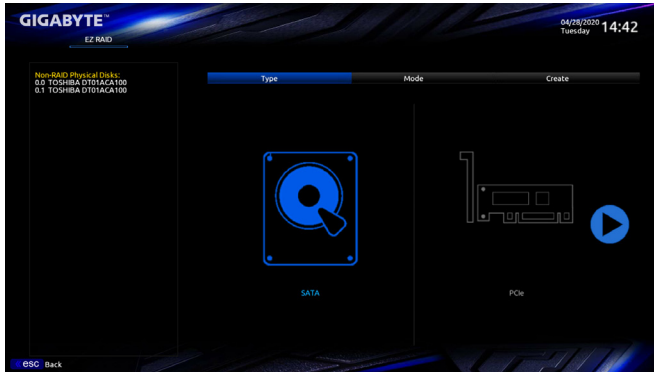 GIGABYTE™
EZ RAID
04/28/2020
Tuesday
14:42
Non-RAID Physical Disks:
0.0 TOSHIBA DT01ACA100
0.1 TOSHIBA DT01ACA100
Type Mode Create
SATA PCIe
esc Back